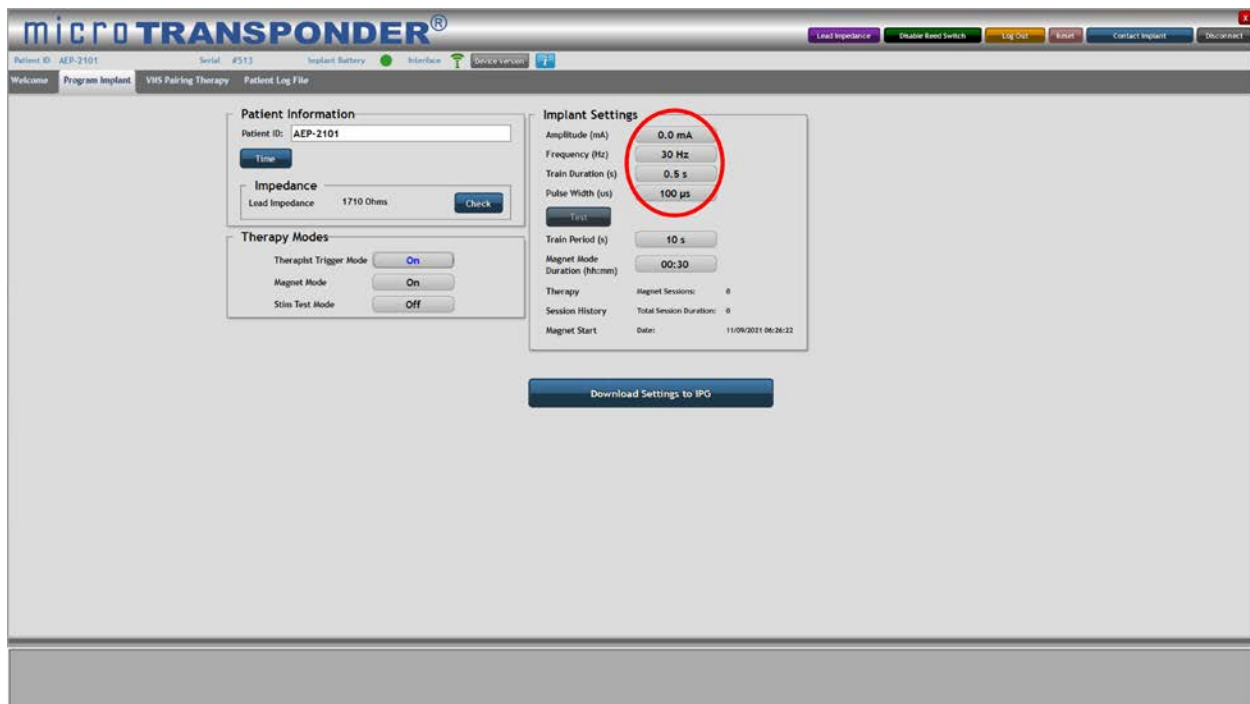 microTRANSPONDER®
X
Lead Impedance Disable Reed Switch Log Out Reset Contact Implant Disconnect
Patient ID AEP-2101 Serial #513 Implant Battery Interface Device version
Welcome Program Implant VNS Pairing Therapy Patient Log File
Patient Information
Patient ID: AEP-2101
Time
Impedance
Lead Impedance 1710 Ohms Check
Therapy Modes
Therapist Trigger Mode On
Magnet Mode On
Stim Test Mode Off
Implant Settings
Amplitude (mA) 0.0 mA
Frequency (Hz) 30 Hz
Train Duration (s) 0.5 s
Pulse Width (us) 100 µs
Test
Train Period (s) 10 s
Magnet Mode
Duration (hh:mm) 00:30
Therapy Magnet Sessions: 0
Session History Total Session Duration: 0
Magnet Start Date: 11/09/2021 06:26:22
Download Settings to IPG